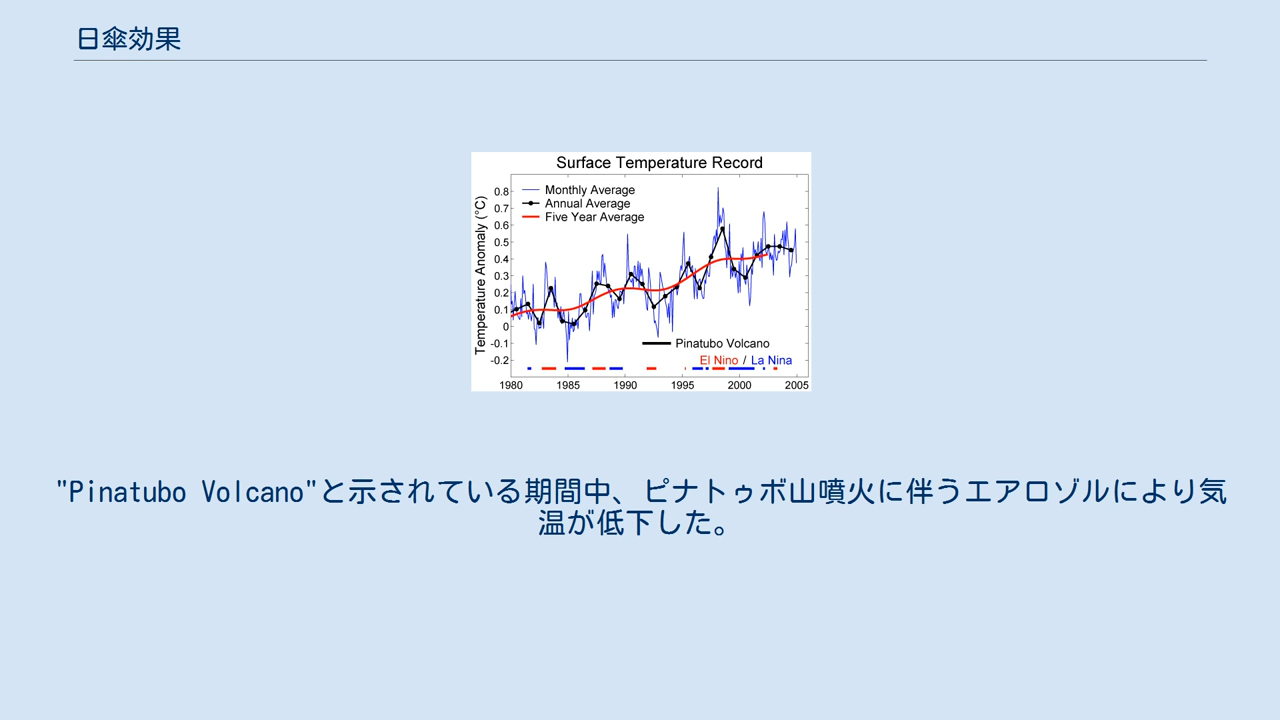 日傘効果
Surface Temperature Record
Monthly Average
Annual Average
Five Year Average
Temperature Anomaly (°C)
0.8
0.7
0.6
0.5
0.4
0.3
0.2
0.1
0
-0.1
-0.2
Pinatubo Volcano
El Nino / La Nina
1980 1985 1990 1995 2000 2005
"Pinatubo Volcano"と示されている期間中、ピナトゥボ山噴火に伴うエアロゾルにより気
温が低下した。